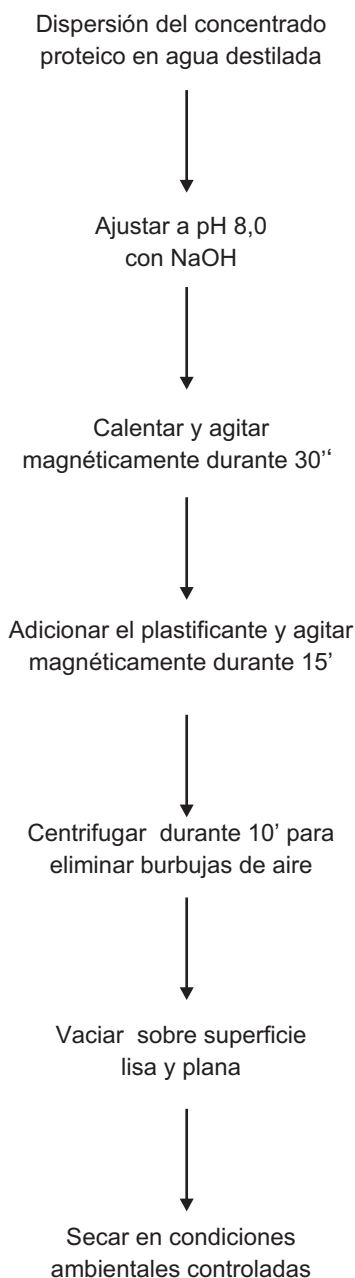 Dispersión del concentrado
proteico en agua destilada
Ajustar a pH 8,0
con NaOH
Calentar y agitar
magnéticamente durante 30’‘
Adicionar el plastificante y agitar
magnéticamente durante 15’
Centrifugar durante 10’ para
eliminar burbujas de aire
Vaciar sobre superficie
lisa y plana
Secar en condiciones
ambientales controladas